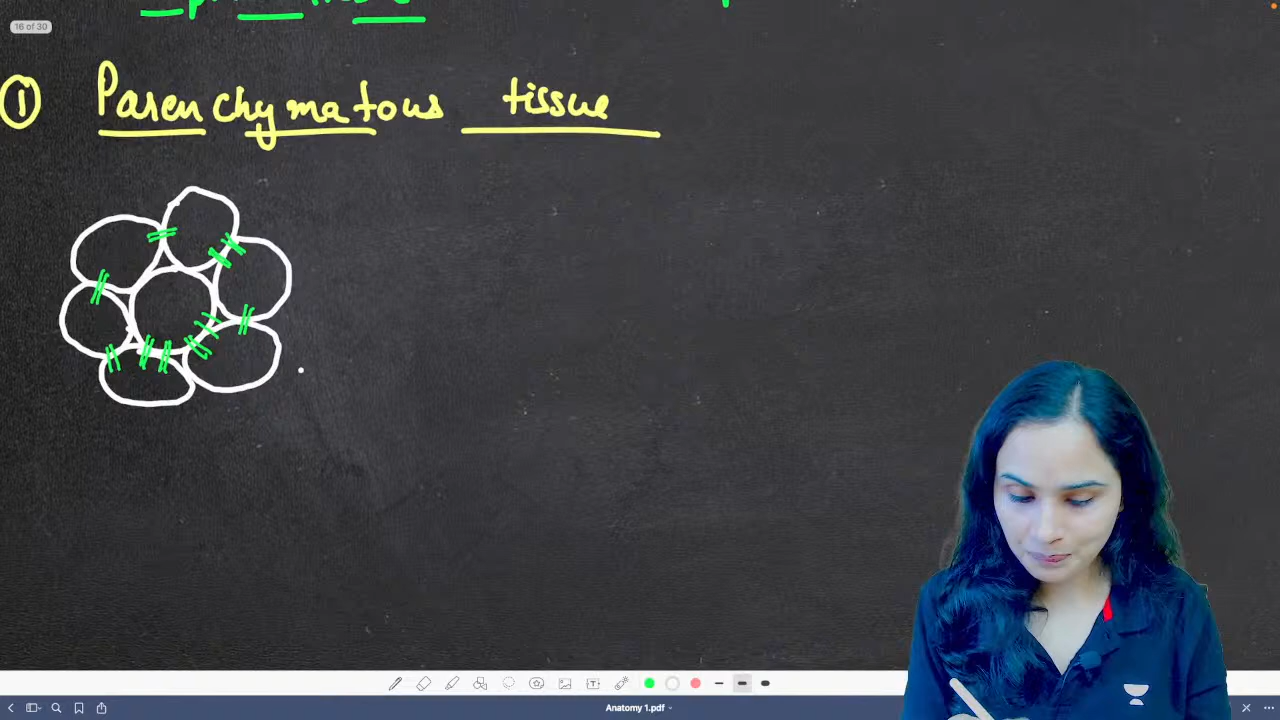 16 of 30
① Parenchymatous tissue
Anatomy 1.pdf